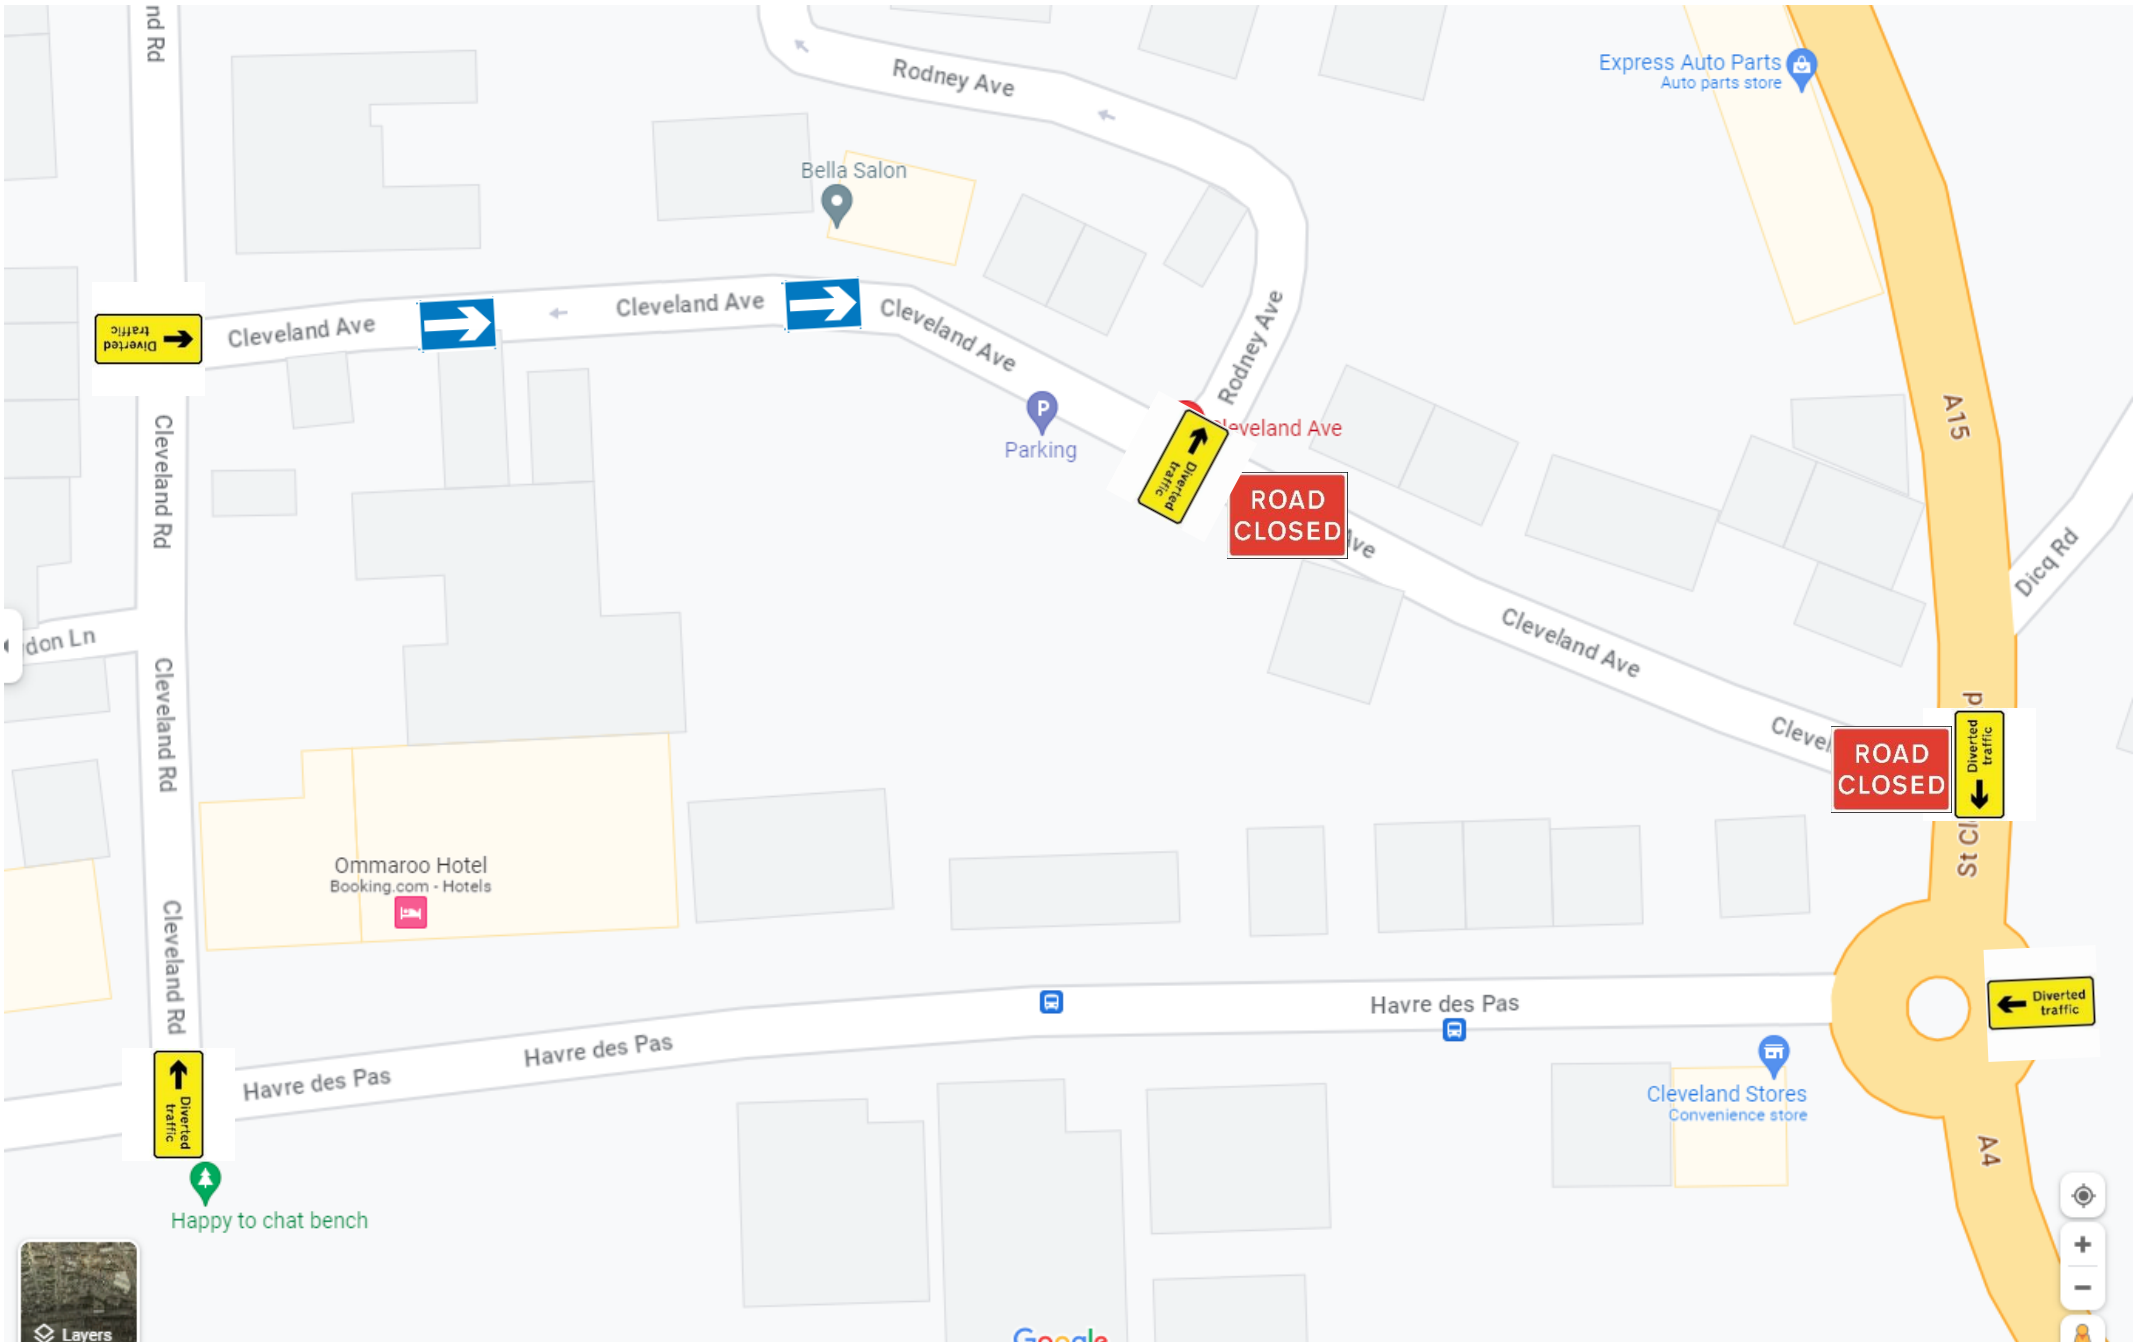 nd Rd
Rodney Ave
Express Auto Parts
Auto parts store
Bella Salon
Diverted
traffic
Cleveland Ave
Cleveland Ave
Cleveland Ave
Rodney Ave
Parking
Cleveland Ave
Diverted
traffic
ROAD
CLOSED
Ave
A15
Dicq Rd
Cleveland Rd
don Ln
Cleveland Ave
Cleveland Rd
Clevel
ROAD
CLOSED
d
Diverted
traffic
St Cl
Ommaroo Hotel
Booking.com - Hotels
Cleveland Rd
Havre des Pas
Diverted
traffic
Havre des Pas
Havre des Pas
Diverted
traffic
Cleveland Stores
Convenience store
A4
Happy to chat bench
Layers
Google